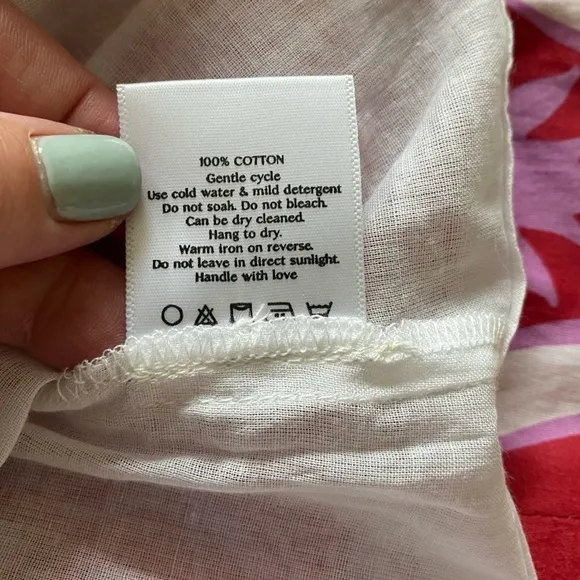 100% COTTON
Gentle cycle
Use cold water & mild detergent
Do not soak. Do not bleach.
Can be dry cleaned.
Hang to dry.
Warm iron on reverse.
Do not leave in direct sunlight.
Handle with love